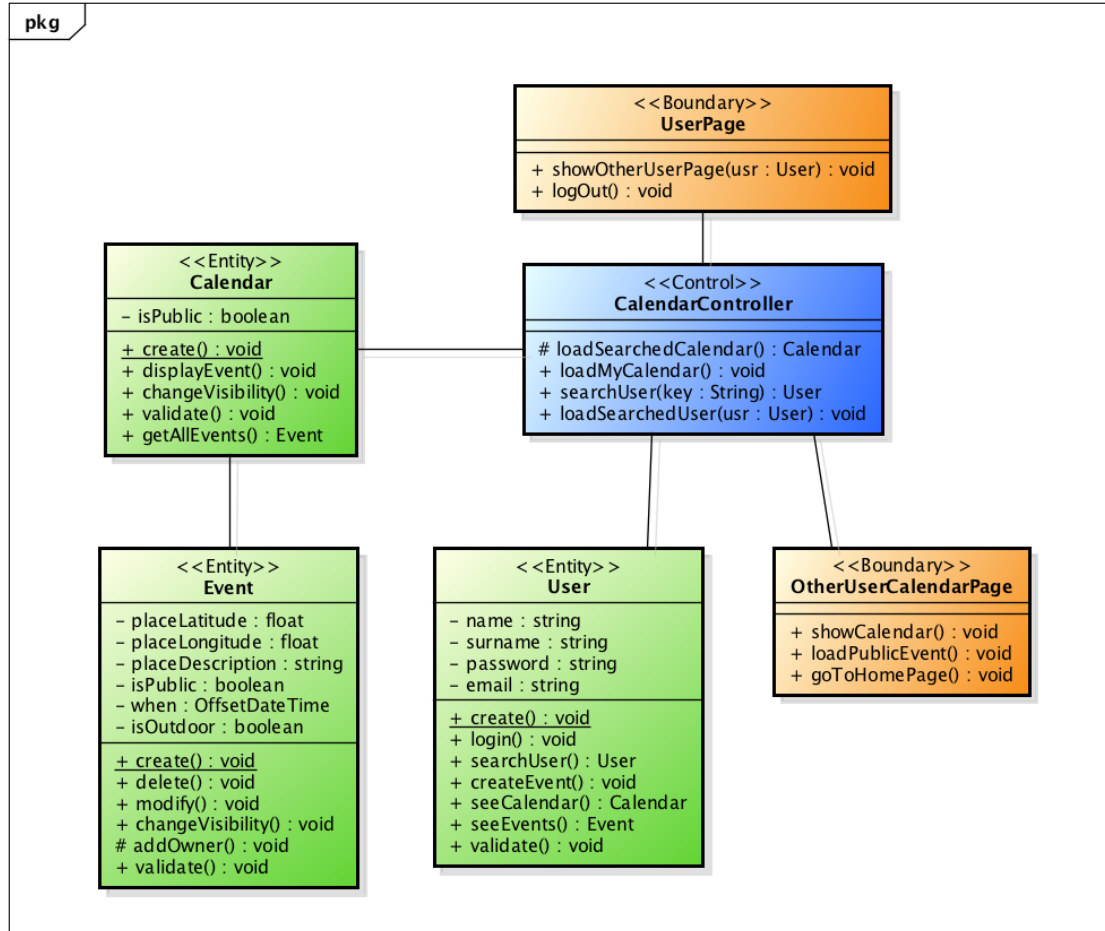 pkg
<<Boundary>>
UserPage
+ showOtherUserPage(usr : User) : void
+ logOut() : void
<<Entity>>
Calendar
– isPublic : boolean
+ create() : void
+ displayEvent() : void
+ changeVisibility() : void
+ validate() : void
+ getAllEvents() : Event
<<Control>>
CalendarController
# loadSearchedCalendar() : Calendar
+ loadMyCalendar() : void
+ searchUser(key : String) : User
+ loadSearchedUser(usr : User) : void
<<Entity>>
Event
– placeLatitude : float
– placeLongitude : float
– placeDescription : string
– isPublic : boolean
– when : OffsetDateTime
– isOutdoor : boolean
+ create() : void
+ delete() : void
+ modify() : void
+ changeVisibility() : void
# addOwner() : void
+ validate() : void
<<Entity>>
User
– name : string
– surname : string
– password : string
– email : string
+ create() : void
+ login() : void
+ searchUser() : User
+ createEvent() : void
+ seeCalendar() : Calendar
+ seeEvents() : Event
+ validate() : void
<<Boundary>>
OtherUserCalendarPage
+ showCalendar() : void
+ loadPublicEvent() : void
+ goToHomePage() : void